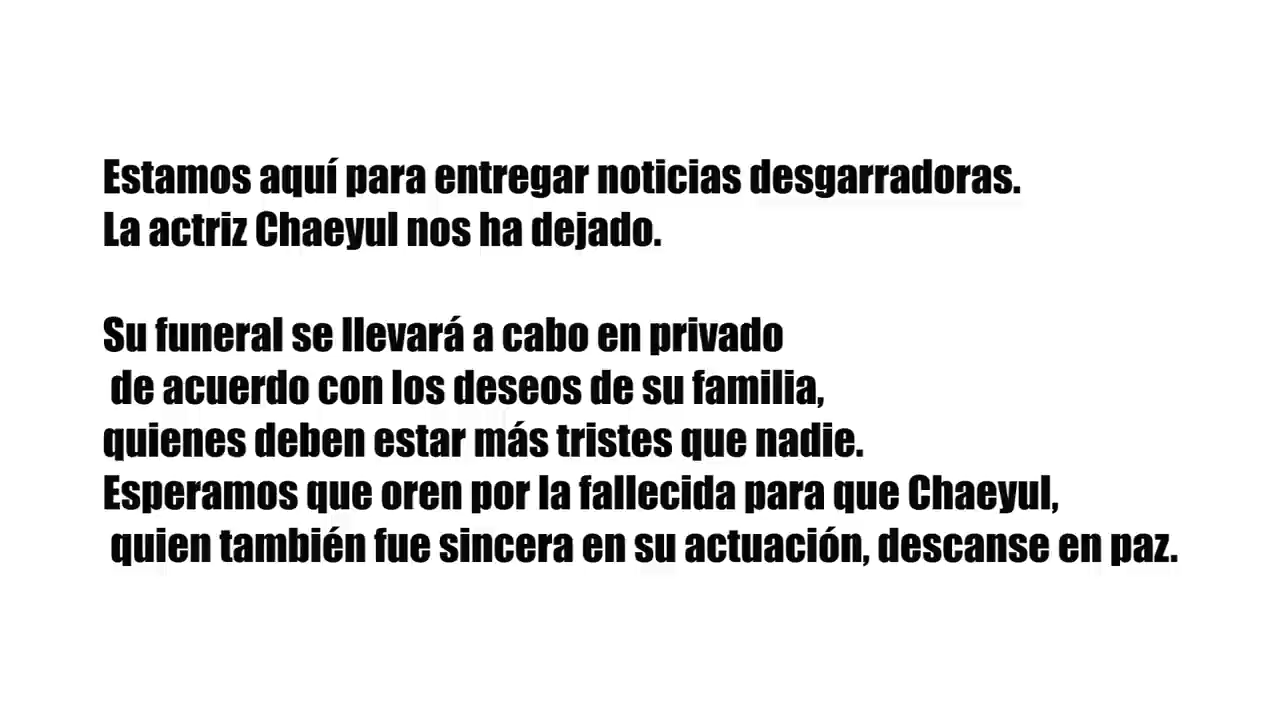 Estamos aquí para entregar noticias desgarradoras.
La actriz Chaeyul nos ha dejado.
Su funeral se llevará a cabo en privado
de acuerdo con los deseos de su familia,
quienes deben estar más tristes que nadie.
Esperamos que oren por la fallecida para que Chaeyul,
quien también fue sincera en su actuación, descanse en paz.